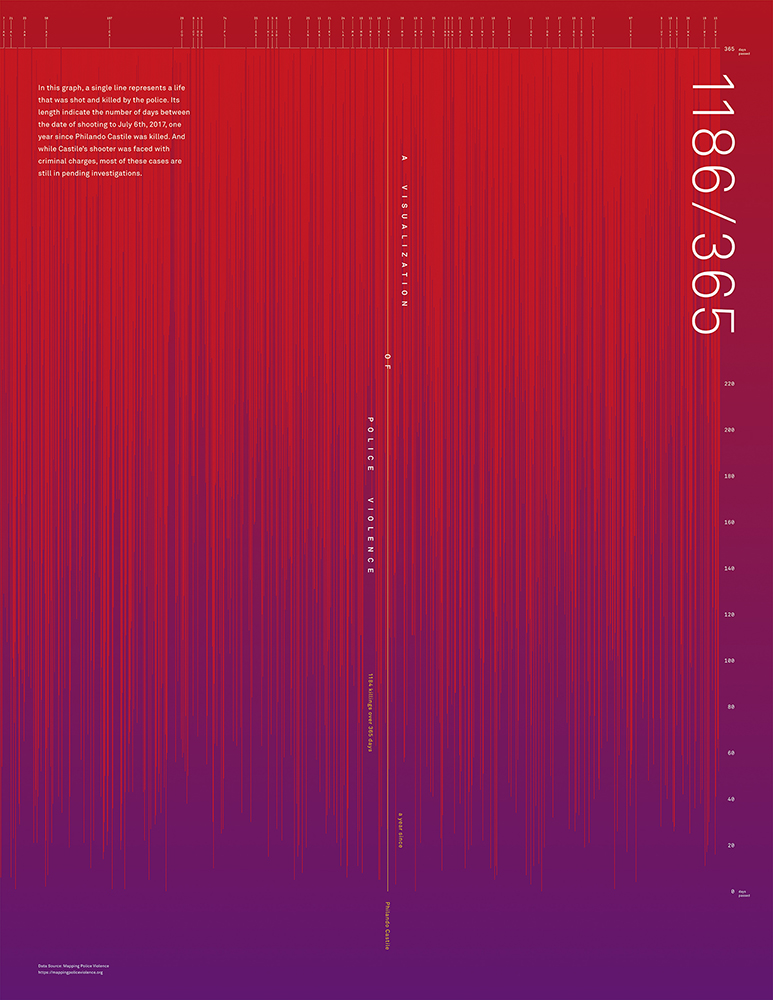 365 days
passed
1186/365
In this graph, a single line represents a life
that was shot and killed by the police. Its
length indicate the number of days between
the date of shooting to July 6th, 2017, one
year since Philando Castile was killed. And
while Castile's shooter was faced with
criminal charges, most of these cases are
still in pending investigations.
A VISUALIZATION
OF
POLICE VIOLENCE
220
200
180
160
140
120
100
80
60
40
20
0 days
passed
killings over 365 days
a year since
Philando Castile
Data Source: Mapping Police Violence
https://mappingpoliceviolence.org